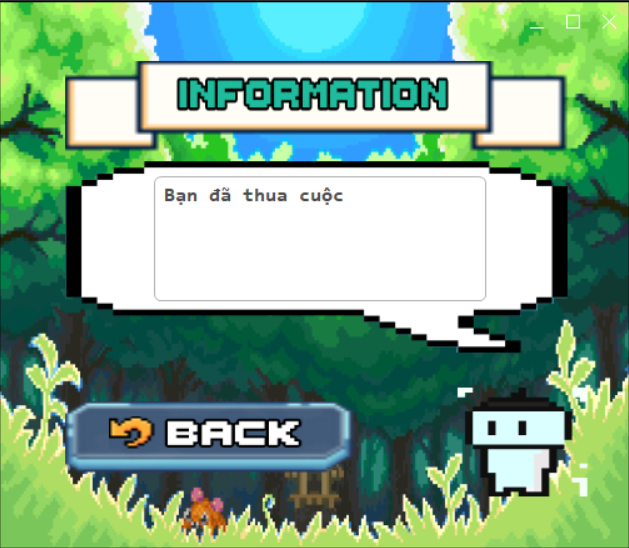 INFORMATION
Bạn đã thua cuộc
BACK